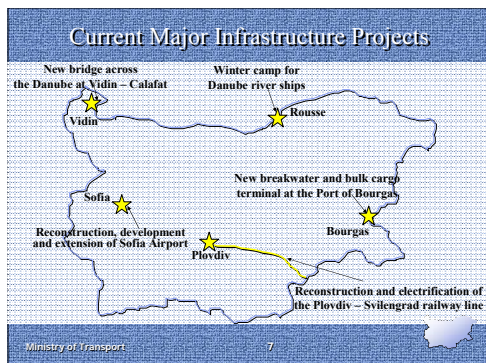 Current Major Infrastructure Projects
New bridge across
the Danube at Vidin – Calafat
Winter camp for
Danube river ships
Vidin
Rousse
New breakwater and bulk cargo
terminal at the Port of Bourgas
Sofia
Bourgas
Reconstruction, development
and extension of Sofia Airport
Plovdiv
Reconstruction and electrification of
the Plovdiv – Svilengrad railway line
Ministry of Transport
7